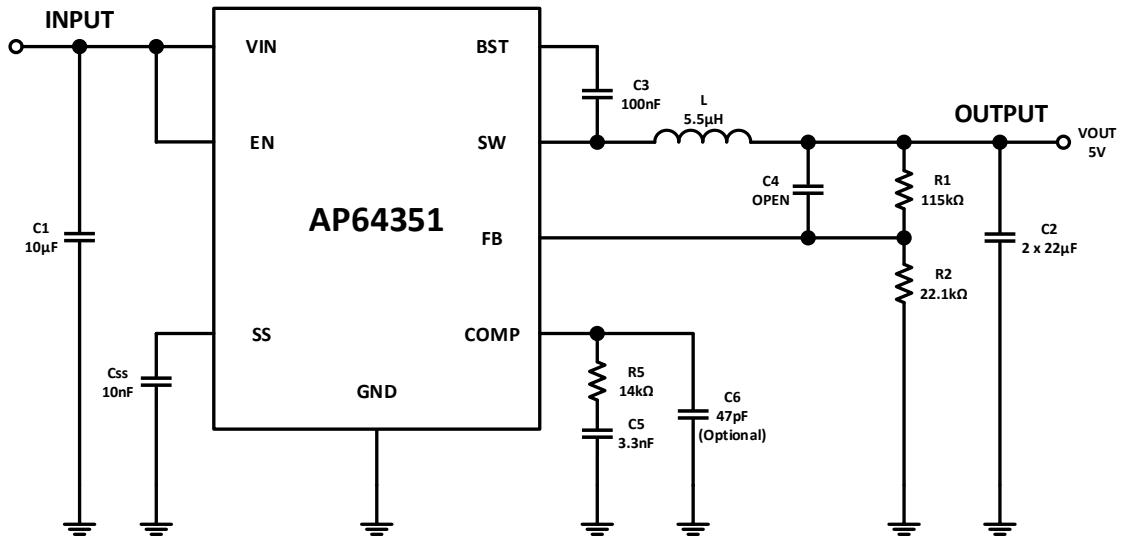 INPUT
VIN
BST
C3
100nF
L
5.5µH
OUTPUT
VOUT
5V
EN
SW
C4
OPEN
R1
115kΩ
AP64351
C1
10µF
FB
C2
2 x 22µF
R2
22.1kΩ
SS
COMP
Css
10nF
GND
R5
14kΩ
C6
47pF
(Optional)
C5
3.3nF